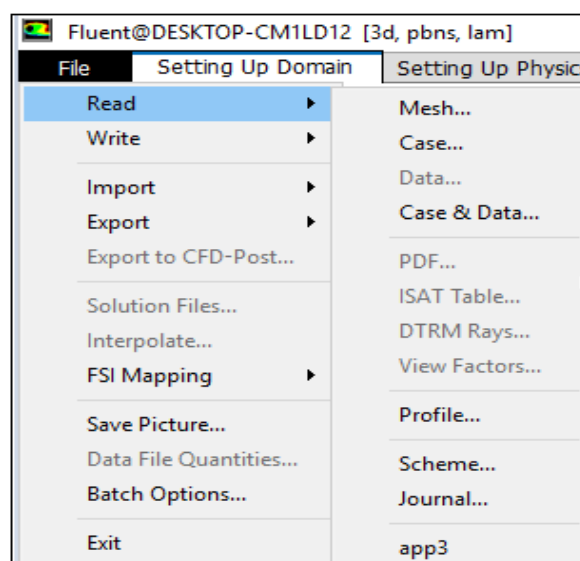 Fluent@DESKTOP-CM1LD12 [3d, pbns, lam]
File Setting Up Domain Setting Up Physic
Read
Write
Import
Export
Export to CFD-Post...
Solution Files...
Interpolate...
FSI Mapping
Save Picture...
Data File Quantities...
Batch Options...
Exit
Mesh...
Case...
Data...
Case & Data...
PDF...
ISAT Table...
DTRM Rays...
View Factors...
Profile...
Scheme...
Journal...
app3